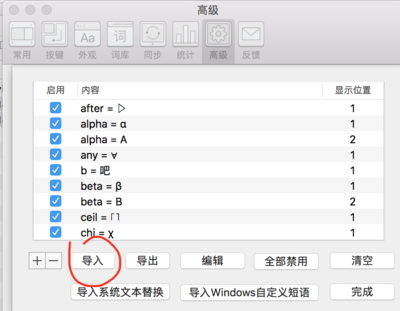 高级
常用 按键 外观 词库 同步 统计 高级 反馈
启用 内容 显示位置
after = ▷ 1
alpha = α 1
alpha = Α 2
any = ∀ 1
b = 吧 1
beta = β 1
beta = Β 2
ceil = ⌈⌉ 1
chi = χ 1
+ − 导入 导出 编辑 全部禁用 清空
导入系统文本替换 导入Windows自定义短语 完成